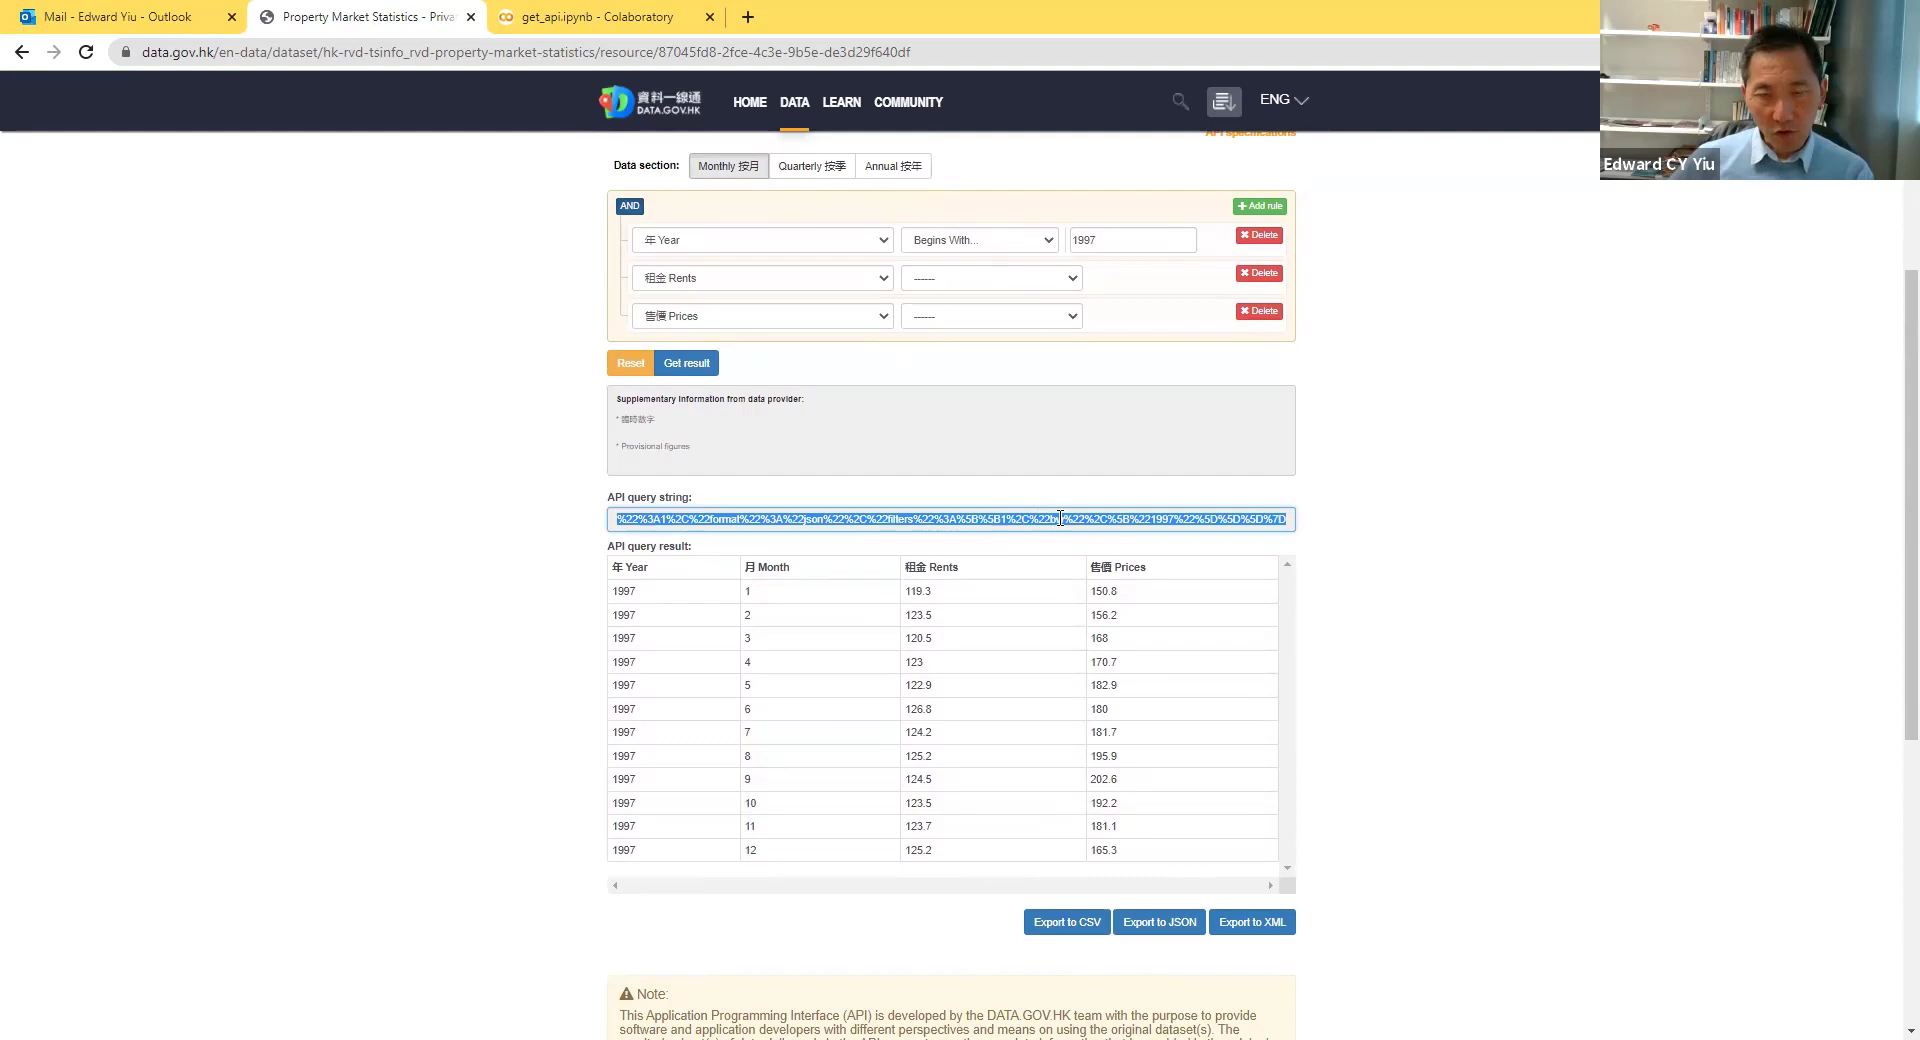 Mail - Edward Yiu - Outlook
Property Market Statistics - Priva
get_api.ipynb - Colaboratory
data.gov.hk/en-data/dataset/hk-rvd-tsinfo_rvd-property-market-statistics/resource/87045fd8-2fce-4c3e-9b5e-de3d29f640df
資料一線通
DATA.GOV.HK
HOME DATA LEARN COMMUNITY
ENG
API specifications
Edward CY Yiu
Data section: Monthly 按月 Quarterly 按季 Annual 按年
AND
Add rule
年 Year Begins With... 1997 Delete
租金 Rents ------ Delete
售價 Prices ------ Delete
Reset Get result
Supplementary information from data provider:
* 臨時數字
* Provisional figures
API query string:
%22%3A1%2C%22format%22%3A%22json%22%2C%22filters%22%3A%5B%5B1%2C%22bw%22%2C%5B%221997%22%5D%5D%5D%7D
API query result:
年 Year 月 Month 租金 Rents 售價 Prices
1997 1 119.3 150.8
1997 2 123.5 156.2
1997 3 120.5 168
1997 4 123 170.7
1997 5 122.9 182.9
1997 6 126.8 180
1997 7 124.2 181.7
1997 8 125.2 195.9
1997 9 124.5 202.6
1997 10 123.5 192.2
1997 11 123.7 181.1
1997 12 125.2 165.3
Export to CSV Export to JSON Export to XML
Note:
This Application Programming Interface (API) is developed by the DATA.GOV.HK team with the purpose to provide
software and application developers with different perspectives and means on using the original dataset(s). The